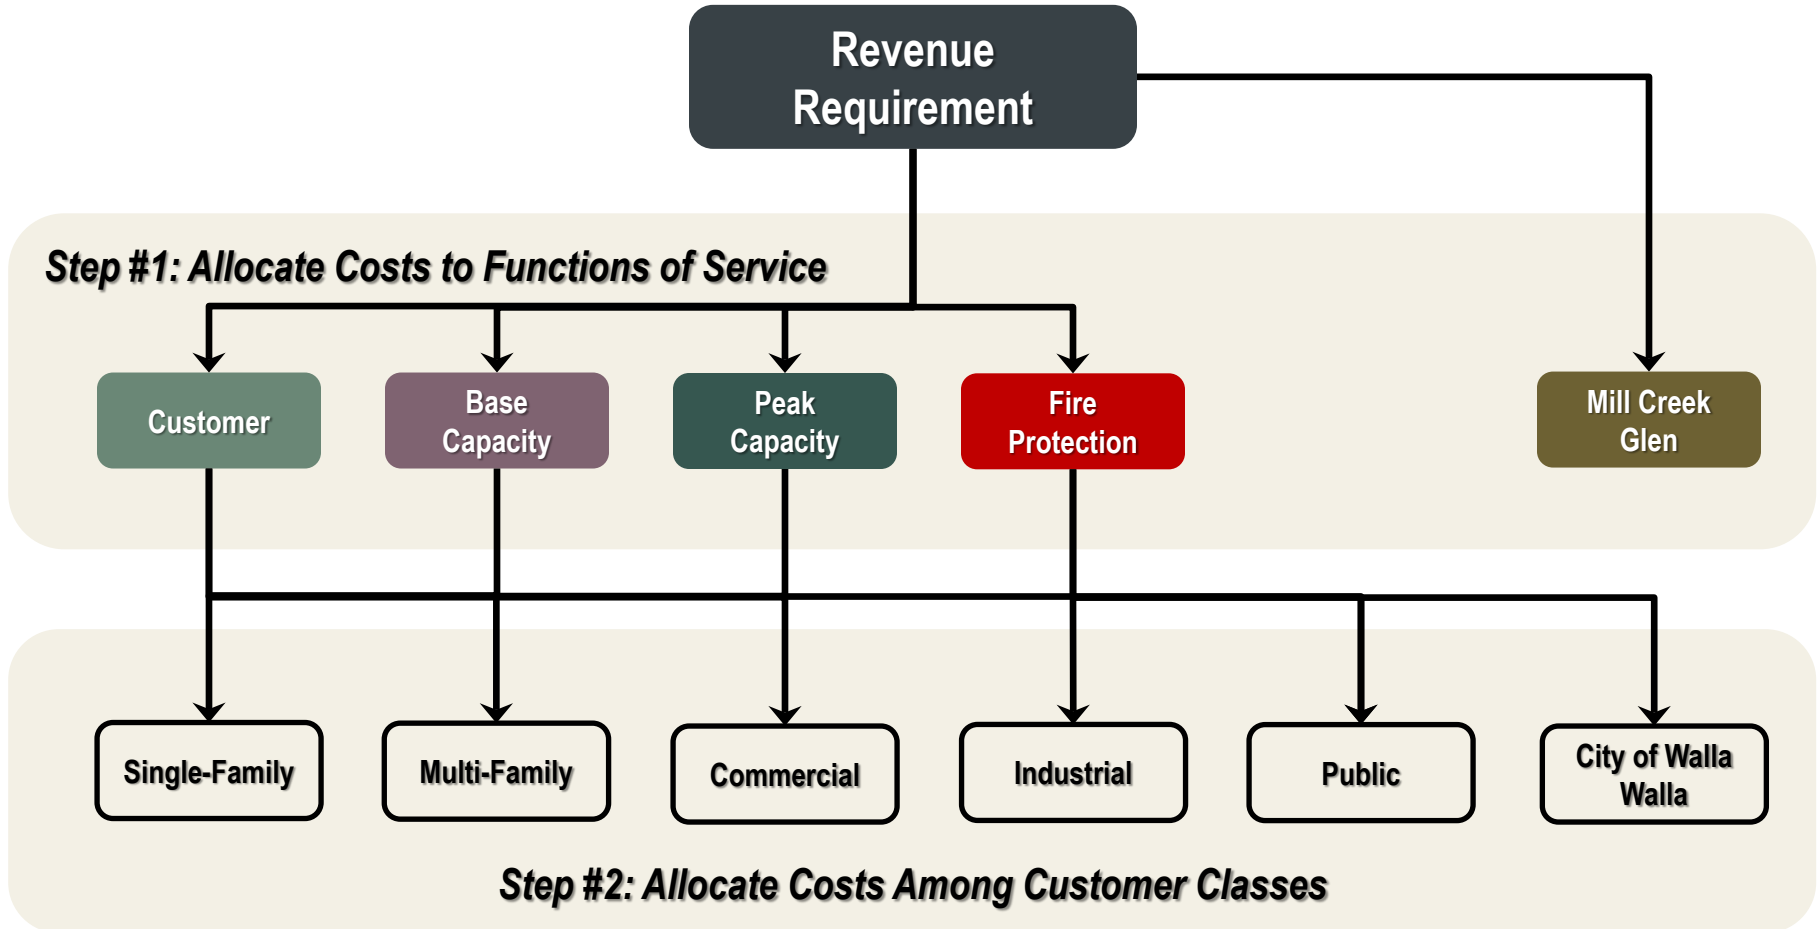 Revenue
Requirement
Step #1: Allocate Costs to Functions of Service
Customer
Base
Capacity
Peak
Capacity
Fire
Protection
Mill Creek
Glen
Single-Family
Multi-Family
Commercial
Industrial
Public
City of Walla
Walla
Step #2: Allocate Costs Among Customer Classes